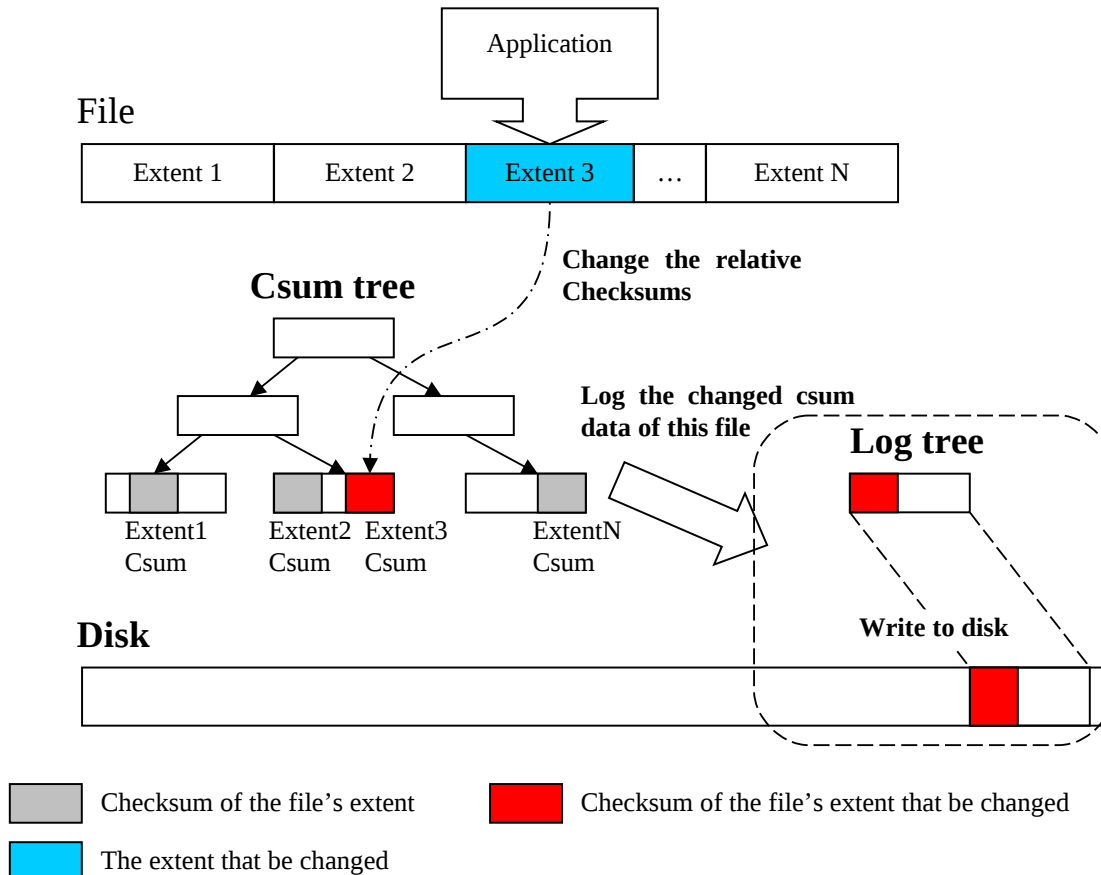 Application
File
Extent 1
Extent 2
Extent 3
…
Extent N
Change the relative
Checksums
Csum tree
Log the changed csum
data of this file
Log tree
Extent1
Csum
Extent2
Csum
Extent3
Csum
ExtentN
Csum
Write to disk
Disk
Checksum of the file’s extent
Checksum of the file’s extent that be changed
The extent that be changed